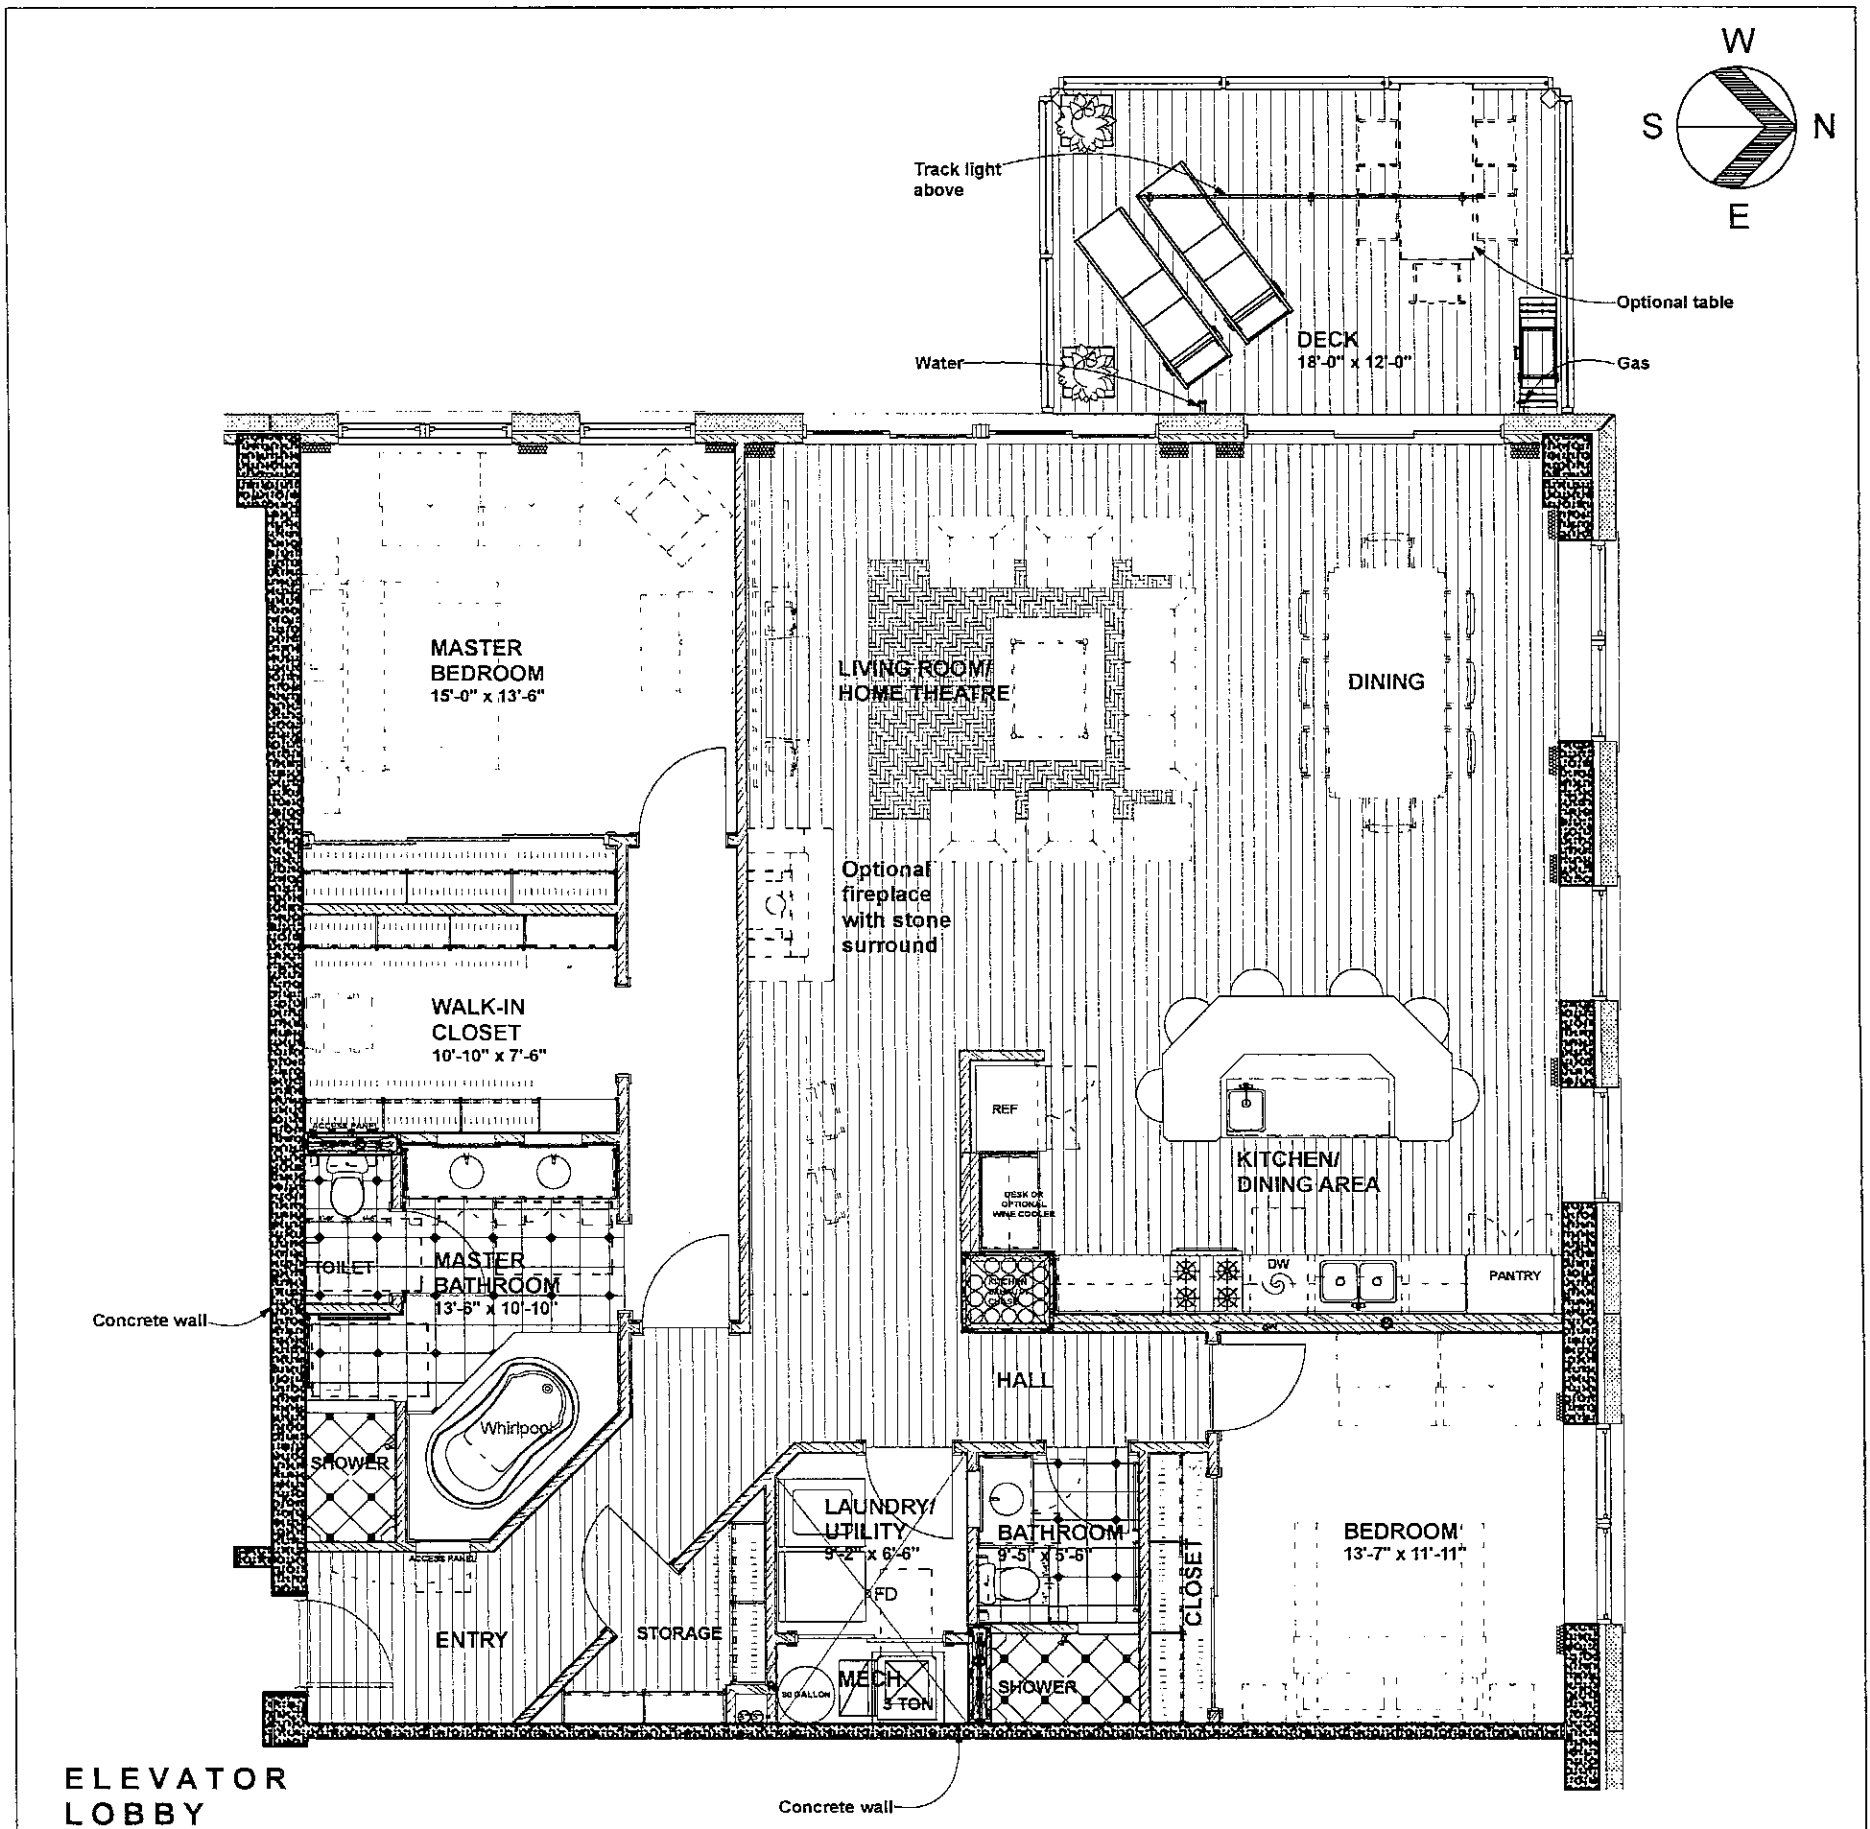 W
S
N
E
Track light
above
Optional table
DECK
18'-0" x 12'-0"
Water
Gas
MASTER
BEDROOM
15'-0" x 13'-6"
LIVING ROOM/
HOME THEATRE
DINING
Optional
fireplace
with stone
surround
WALK-IN
CLOSET
10'-10" x 7'-6"
REF
ACCESS PANEL
KITCHEN/
DINING AREA
DESK OR
OPTIONAL
WINE COOLER
TOILET
MASTER
BATHROOM
13'-6" x 10'-10"
DW
PANTRY
KITCHEN
Concrete wall
HALL
Whirlpool
SHOWER
LAUNDRY/
UTILITY
9'-2" x 6'-6"
BATHROOM
9'-5" x 5'-6"
CLOSET
BEDROOM
13'-7" x 11'-11"
ACCESS PANEL
FD
ENTRY
STORAGE
MECH.
GALLON
3 TON
SHOWER
ELEVATOR
LOBBY
Concrete wall